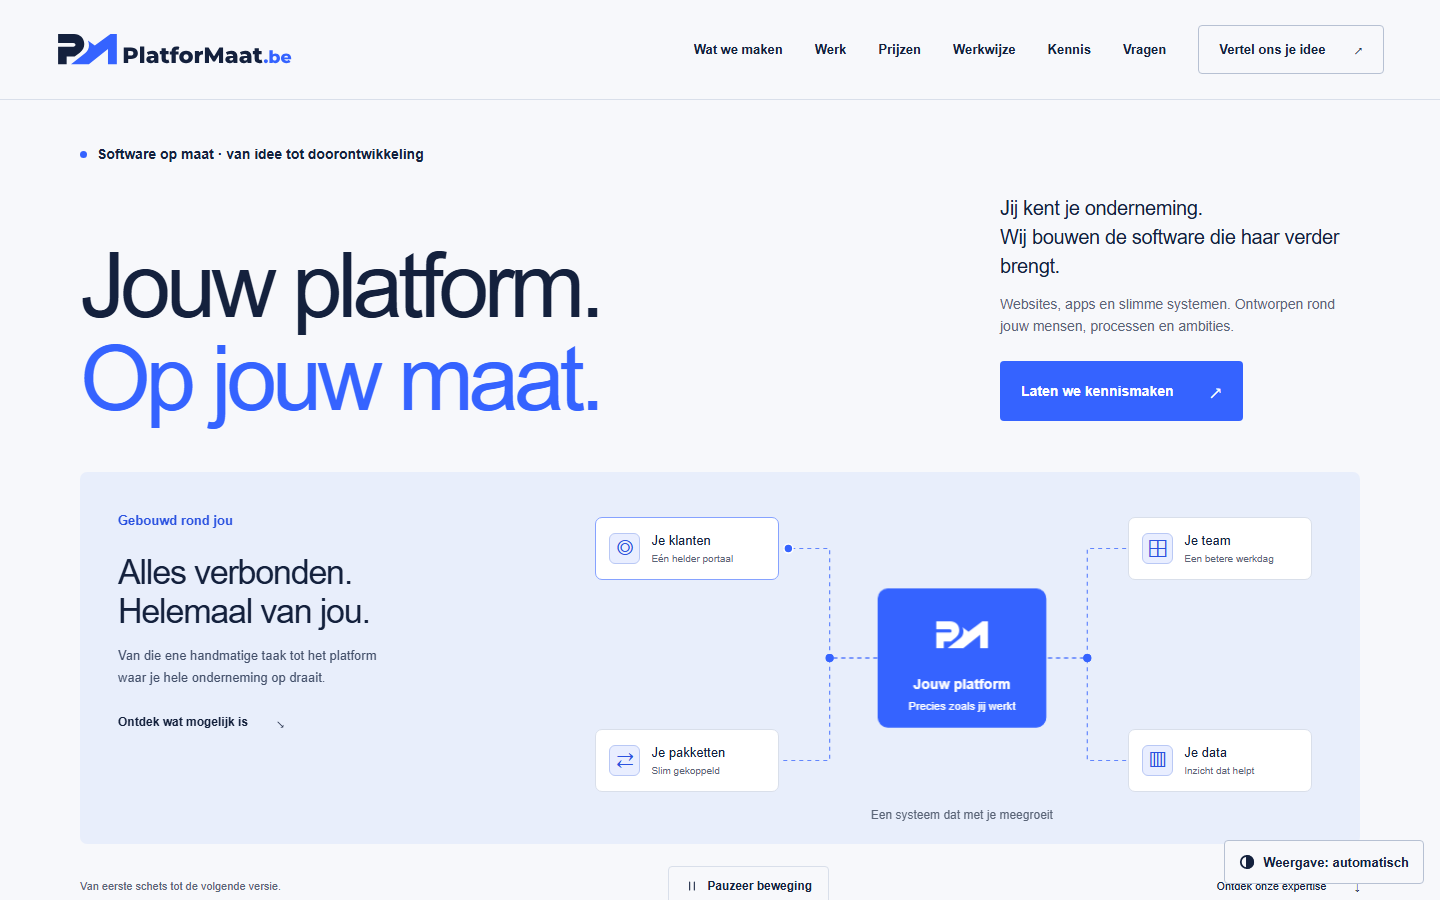 PM PlatforMaat.be
Wat we maken
Werk
Prijzen
Werkwijze
Kennis
Vragen
Vertel ons je idee ↗
Software op maat · van idee tot doorontwikkeling
Jouw platform.
Op jouw maat.
Jij kent je onderneming.
Wij bouwen de software die haar verder
brengt.
Websites, apps en slimme systemen. Ontworpen rond
jouw mensen, processen en ambities.
Laten we kennismaken ↗
Gebouwd rond jou
Alles verbonden.
Helemaal van jou.
Van die ene handmatige taak tot het platform
waar je hele onderneming op draait.
Ontdek wat mogelijk is ↘
Je klanten
Eén helder portaal
Je pakketten
Slim gekoppeld
PM
Jouw platform
Precies zoals jij werkt
Je team
Een betere werkdag
Je data
Inzicht dat helpt
Een systeem dat met je meegroeit
Weergave: automatisch
Van eerste schets tot de volgende versie.
Pauzeer beweging
Ontdek onze expertise ↓